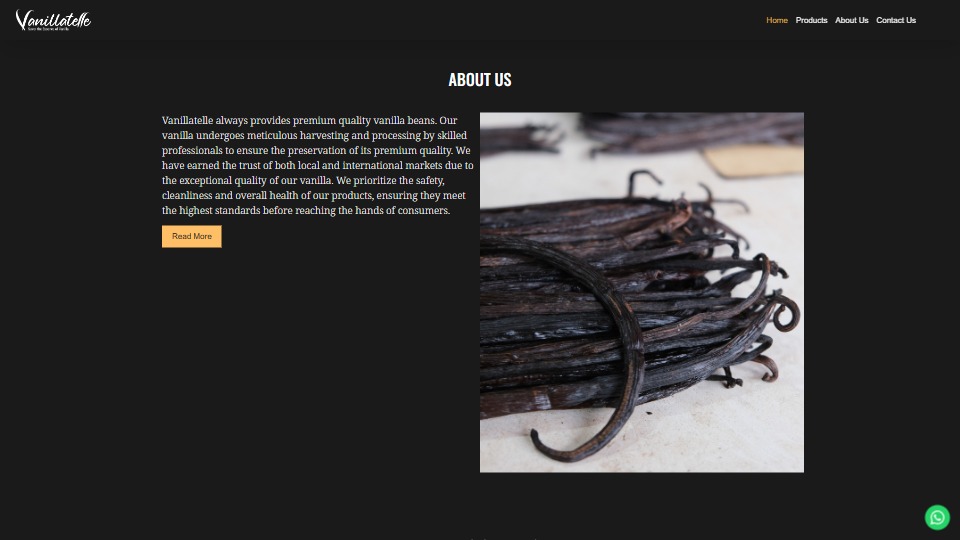 Vanillatelle
Home Products About Us Contact Us
ABOUT US
Vanillatelle always provides premium quality vanilla beans. Our
vanilla undergoes meticulous harvesting and processing by skilled
professionals to ensure the preservation of its premium quality. We
have earned the trust of both local and international markets due to
the exceptional quality of our vanilla. We prioritize the safety,
cleanliness and overall health of our products, ensuring they meet
the highest standards before reaching the hands of consumers.
Read More